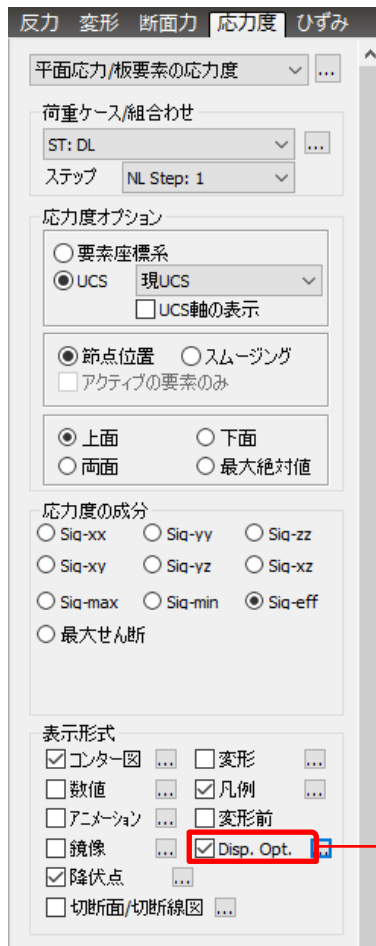 反力 変形 断面力 応力度 ひずみ
平面応力/板要素の応力度 ...
荷重ケース/組合わせ
ST: DL ...
ステップ NL Step: 1
応力度オプション
要素座標系
UCS 現UCS
UCS軸の表示
節点位置 スムージング
アクティブの要素のみ
上面 下面
両面 最大絶対値
応力度の成分
Sig-xx Sig-yy Sig-zz
Sig-xy Sig-yz Sig-xz
Sig-max Sig-min Sig-eff
最大せん断
表示形式
コンター図 ... 変形 ...
数値 ... 凡例 ...
アニメーション ... 変形前
鏡像 ... Disp. Opt. ...
降伏点 ...
切断面/切断線図 ...